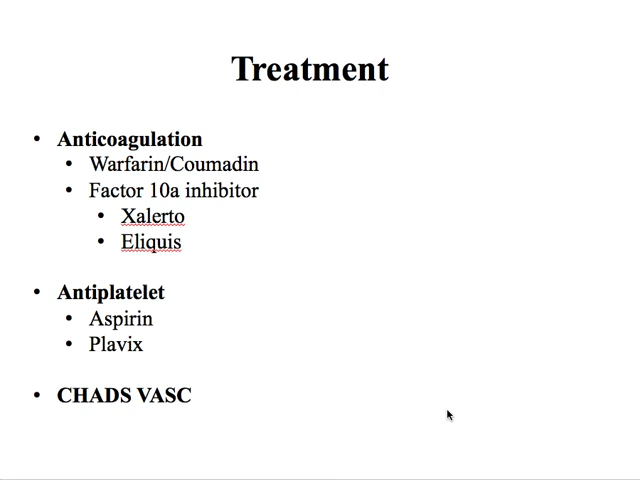 Treatment
• Anticoagulation
• Warfarin/Coumadin
• Factor 10a inhibitor
• Xalerto
• Eliquis
• Antiplatelet
• Aspirin
• Plavix
• CHADS VASC